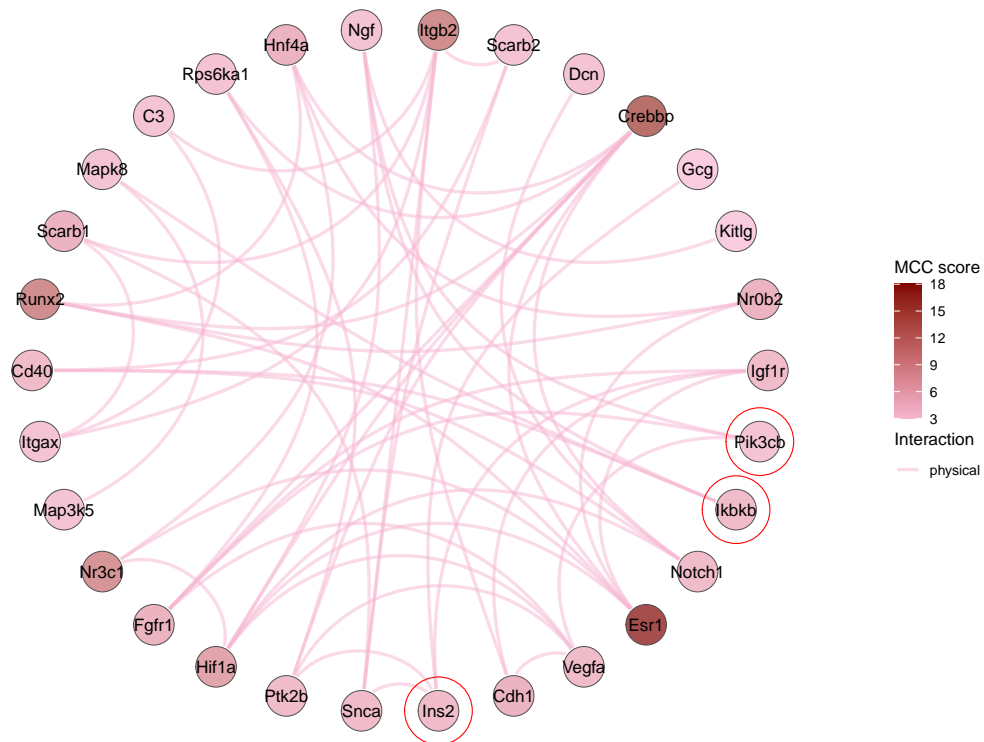 Ngf
Itgb2
Hnf4a
Scarb2
Rps6ka1
Dcn
C3
Crebbp
Mapk8
Gcg
Scarb1
Kitlg
Runx2
Nr0b2
Cd40
Igf1r
Itgax
Pik3cb
Map3k5
Ikbkb
Nr3c1
Notch1
Fgfr1
Esr1
Hif1a
Vegfa
Ptk2b
Cdh1
Snca
Ins2
MCC score
18
15
12
9
6
3
Interaction
physical